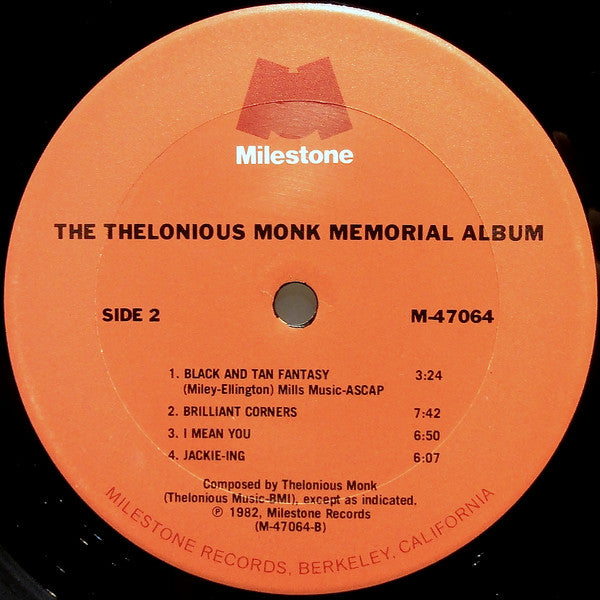 Milestone
THE THELONIOUS MONK MEMORIAL ALBUM
SIDE 2
M-47064
1. BLACK AND TAN FANTASY 3:24
(Miley-Ellington) Mills Music-ASCAP
2. BRILLIANT CORNERS 7:42
3. I MEAN YOU 6:50
4. JACKIE-ING 6:07
Composed by Thelonious Monk
(Thelonious Music-BMI), except as indicated.
℗ 1982, Milestone Records
(M-47064-B)
MILESTONE RECORDS, BERKELEY, CALIFORNIA